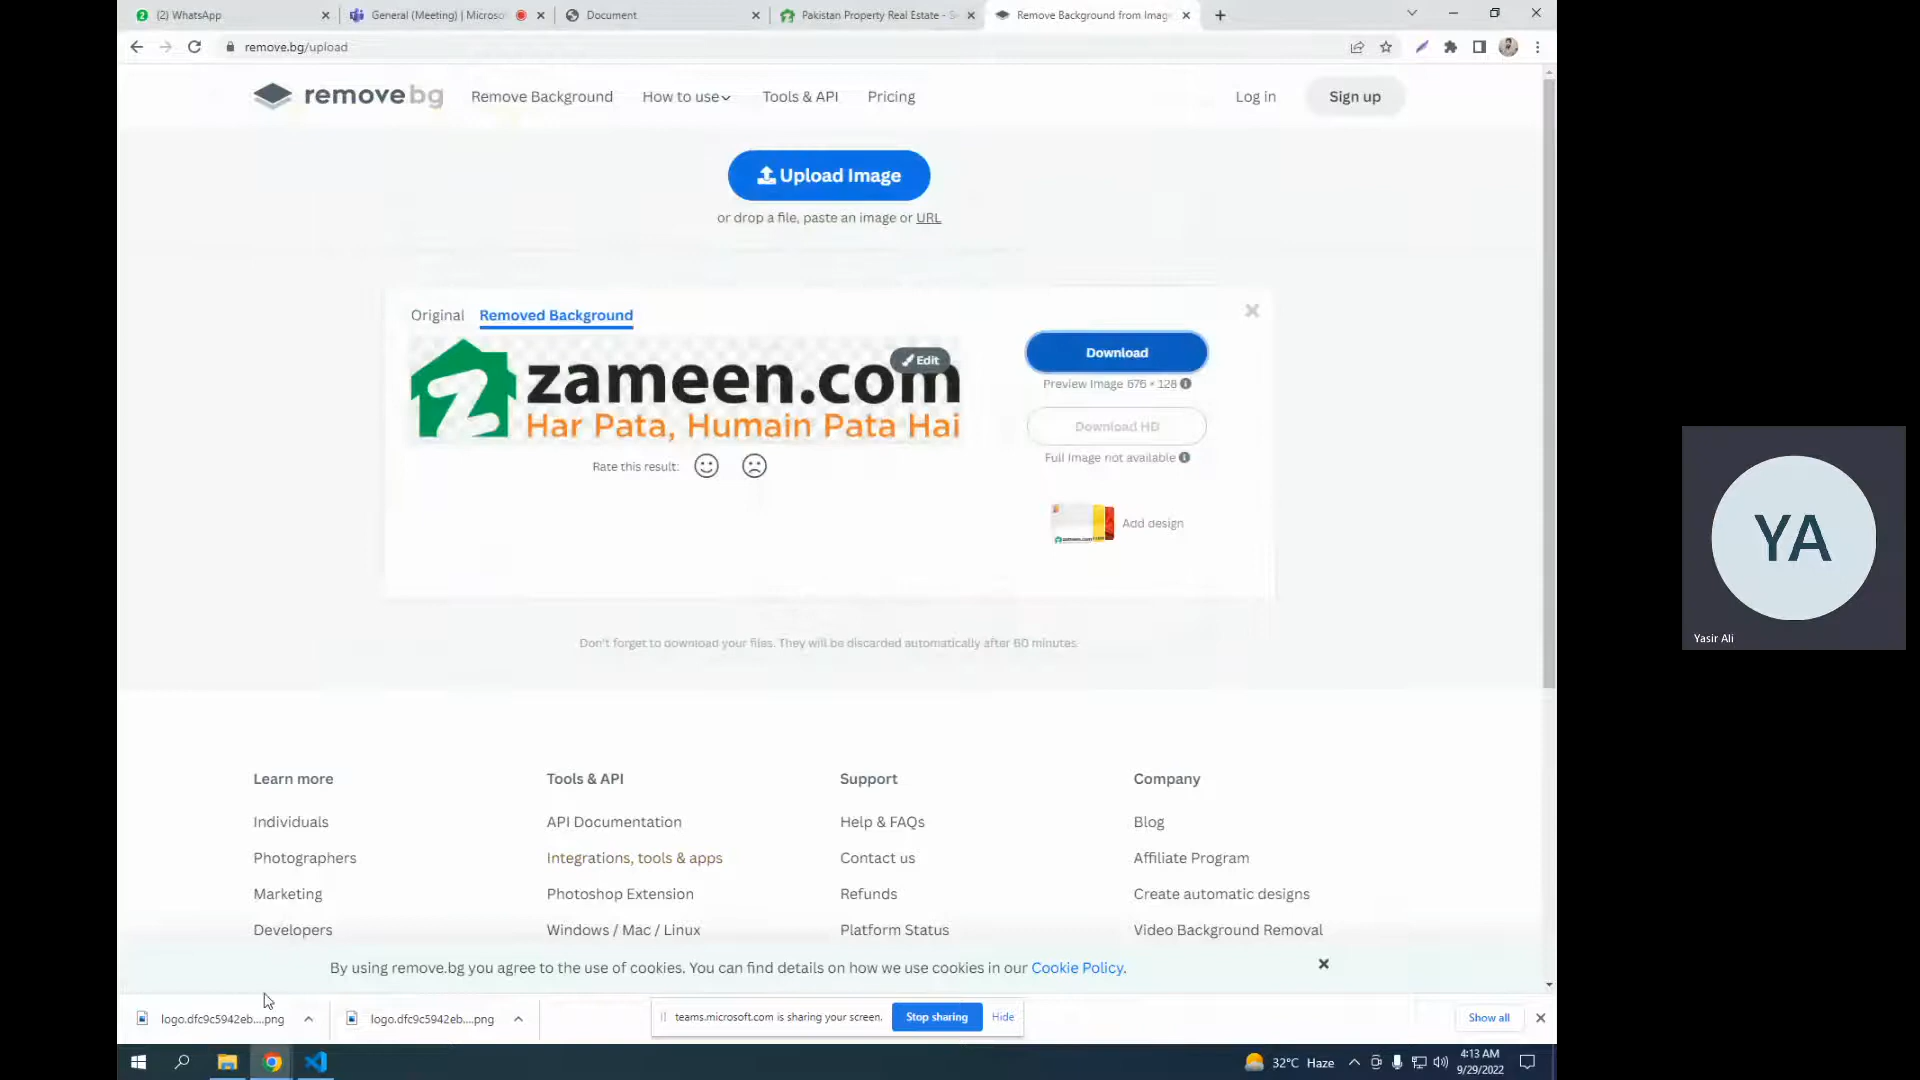 (2) WhatsApp
General (Meeting) | Microso
Document
Pakistan Property Real Estate - S
Remove Background from Imag
remove.bg/upload
removebg
Remove Background
How to use
Tools & API
Pricing
Log in
Sign up
Upload Image
or drop a file, paste an image or URL
Original
Removed Background
Edit
zameen.com
Har Pata, Humain Pata Hai
Rate this result:
Download
Preview Image 676 × 128
Download HD
Full Image not available
Add design
Don't forget to download your files. They will be discarded automatically after 60 minutes.
Learn more
Individuals
Photographers
Marketing
Developers
Tools & API
API Documentation
Integrations, tools & apps
Photoshop Extension
Windows / Mac / Linux
Support
Help & FAQs
Contact us
Refunds
Platform Status
Company
Blog
Affiliate Program
Create automatic designs
Video Background Removal
By using remove.bg you agree to the use of cookies. You can find details on how we use cookies in our Cookie Policy.
logo.dfc9c5942eb....png
logo.dfc9c5942eb....png
teams.microsoft.com is sharing your screen.
Stop sharing
Hide
Show all
32°C Haze
4:13 AM
9/29/2022
YA
Yasir Ali